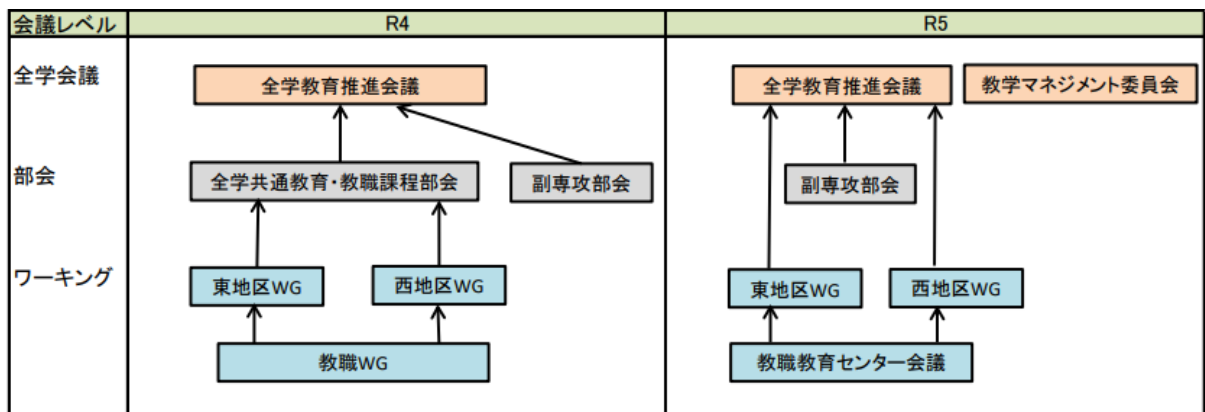 会議レベル R4 R5
全学会議 全学教育推進会議 全学教育推進会議 教学マネジメント委員会
部会 全学共通教育・教職課程部会 副専攻部会 副専攻部会
ワーキング 東地区WG 西地区WG 東地区WG 西地区WG
教職WG 教職教育センター会議